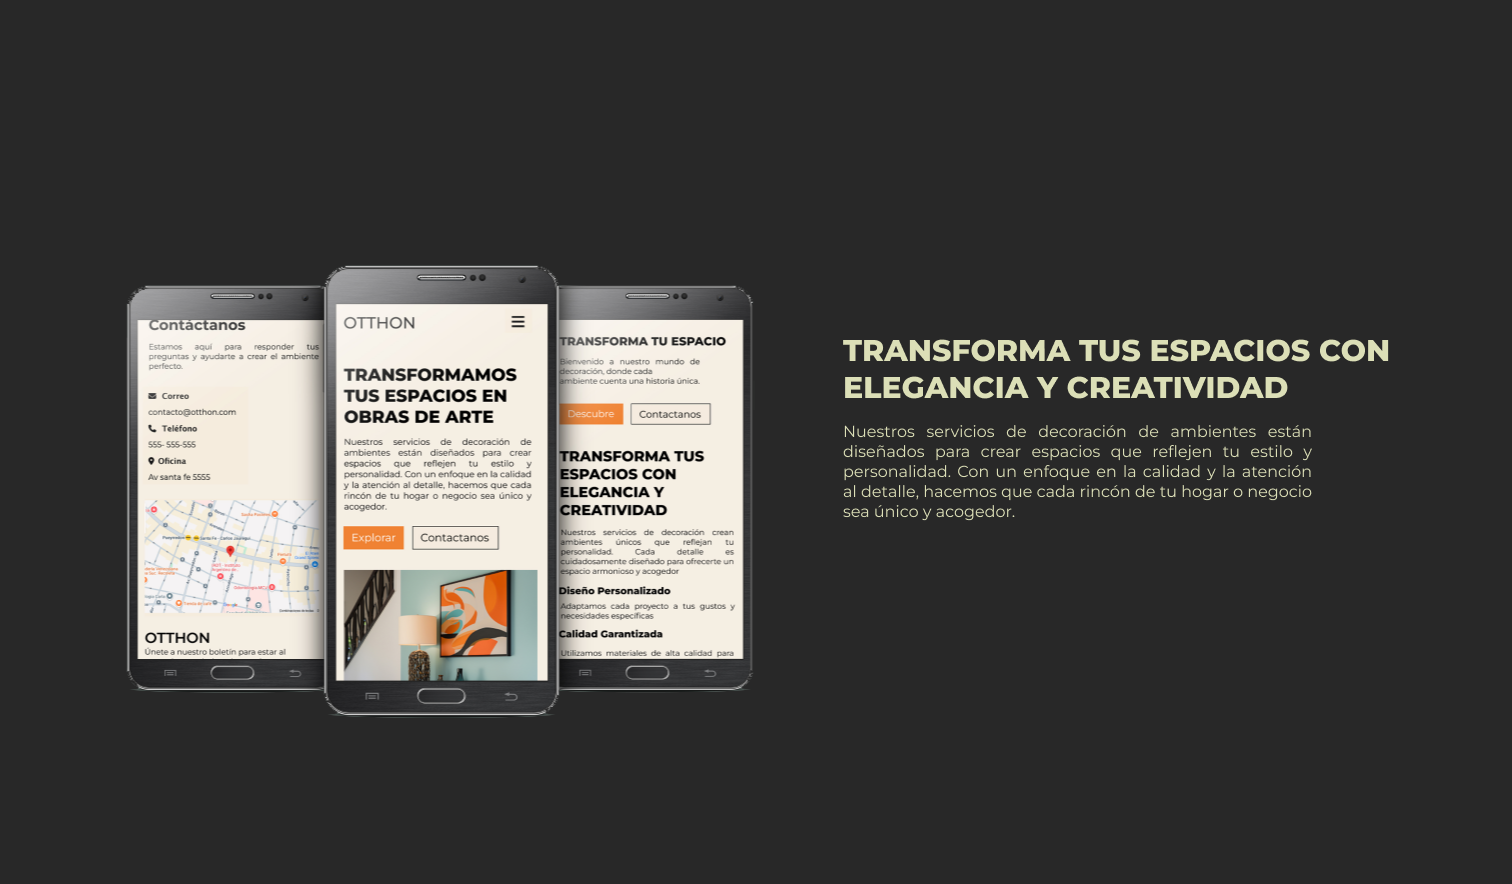 Contáctanos
Estamos aquí para responder tus
preguntas y ayudarte a crear el ambiente
perfecto.
Correo
contacto@otthon.com
Teléfono
555- 555-555
Oficina
Av santa fe 5555
OTTHON
Únete a nuestro boletín para estar al
OTTHON
TRANSFORMAMOS
TUS ESPACIOS EN
OBRAS DE ARTE
Nuestros servicios de decoración de
ambientes están diseñados para crear
espacios que reflejen tu estilo y
personalidad. Con un enfoque en la calidad
y la atención al detalle, hacemos que cada
rincón de tu hogar o negocio sea único y
acogedor.
Explorar
Contactanos
TRANSFORMA TU ESPACIO
Bienvenido a nuestro mundo de
decoración, donde cada
ambiente cuenta una historia única.
Descubre
Contactanos
TRANSFORMA TUS
ESPACIOS CON
ELEGANCIA Y
CREATIVIDAD
Nuestros servicios de decoración crean
ambientes únicos que reflejan tu
personalidad. Cada detalle es
cuidadosamente diseñado para ofrecerte un
espacio armonioso y acogedor
Diseño Personalizado
Adaptamos cada proyecto a tus gustos y
necesidades específicas
Calidad Garantizada
Utilizamos materiales de alta calidad para
TRANSFORMA TUS ESPACIOS CON
ELEGANCIA Y CREATIVIDAD
Nuestros servicios de decoración de ambientes están
diseñados para crear espacios que reflejen tu estilo y
personalidad. Con un enfoque en la calidad y la atención
al detalle, hacemos que cada rincón de tu hogar o negocio
sea único y acogedor.